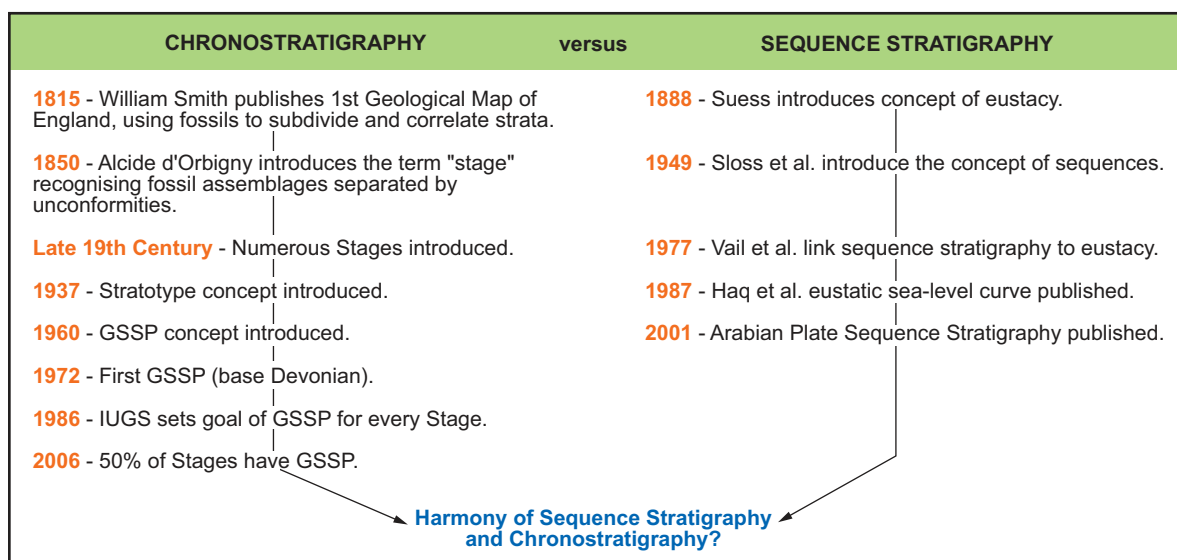 CHRONOSTRATIGRAPHY versus SEQUENCE STRATIGRAPHY
1815 - William Smith publishes 1st Geological Map of
England, using fossils to subdivide and correlate strata.
1850 - Alcide d'Orbigny introduces the term "stage"
recognising fossil assemblages separated by
unconformities.
Late 19th Century - Numerous Stages introduced.
1937 - Stratotype concept introduced.
1960 - GSSP concept introduced.
1972 - First GSSP (base Devonian).
1986 - IUGS sets goal of GSSP for every Stage.
2006 - 50% of Stages have GSSP.
1888 - Suess introduces concept of eustacy.
1949 - Sloss et al. introduce the concept of sequences.
1977 - Vail et al. link sequence stratigraphy to eustacy.
1987 - Haq et al. eustatic sea-level curve published.
2001 - Arabian Plate Sequence Stratigraphy published.
Harmony of Sequence Stratigraphy
and Chronostratigraphy?